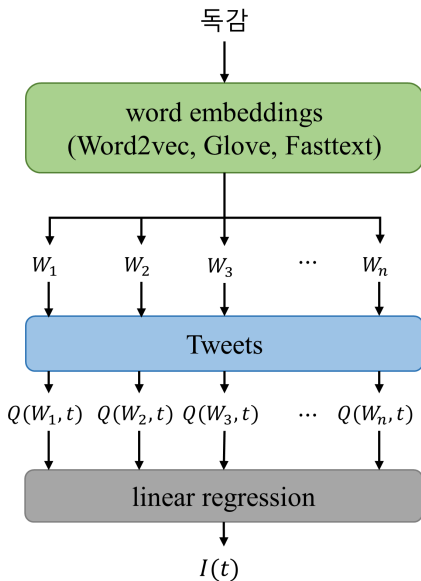 독감
word embeddings
(Word2vec, Glove, Fasttext)
W₁ W₂ W₃ ⋯ Wₙ
Tweets
Q(W₁, t) Q(W₂, t) Q(W₃, t) ⋯ Q(Wₙ, t)
linear regression
I(t)